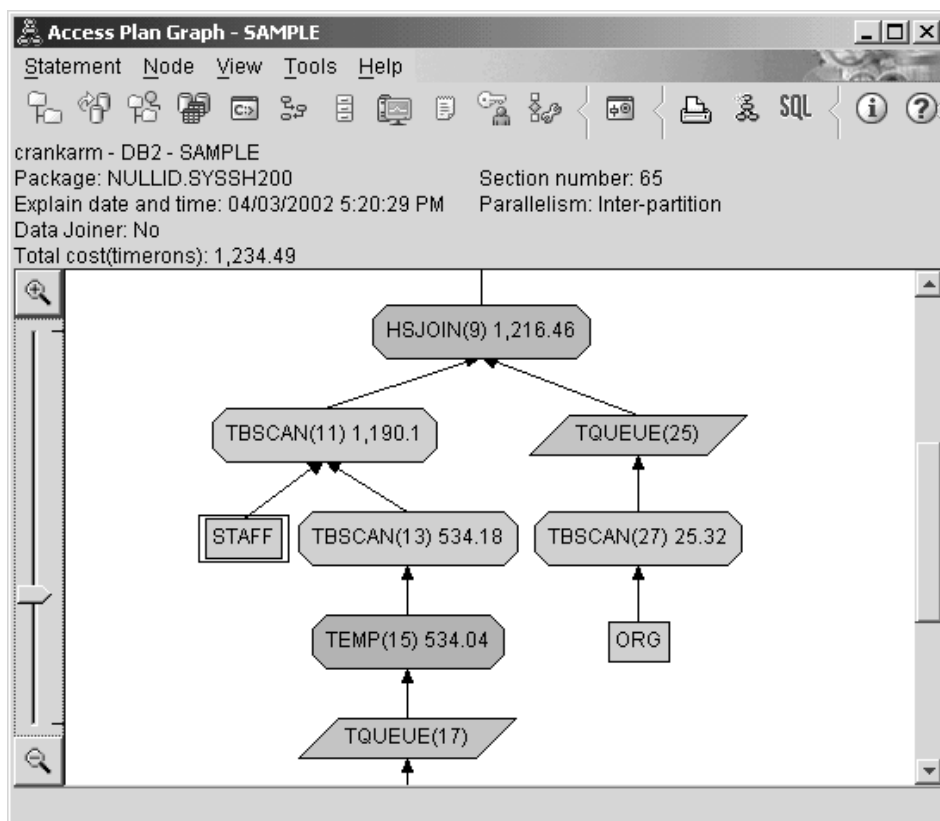 Access Plan Graph - SAMPLE
Statement Node View Tools Help
C:> SQL
crankarm - DB2 - SAMPLE
Package: NULLID.SYSSH200 Section number: 65
Explain date and time: 04/03/2002 5:20:29 PM Parallelism: Inter-partition
Data Joiner: No
Total cost(timerons): 1,234.49
HSJOIN(9) 1,216.46
TBSCAN(11) 1,190.1 TQUEUE(25)
STAFF TBSCAN(13) 534.18 TBSCAN(27) 25.32
TEMP(15) 534.04 ORG
TQUEUE(17)